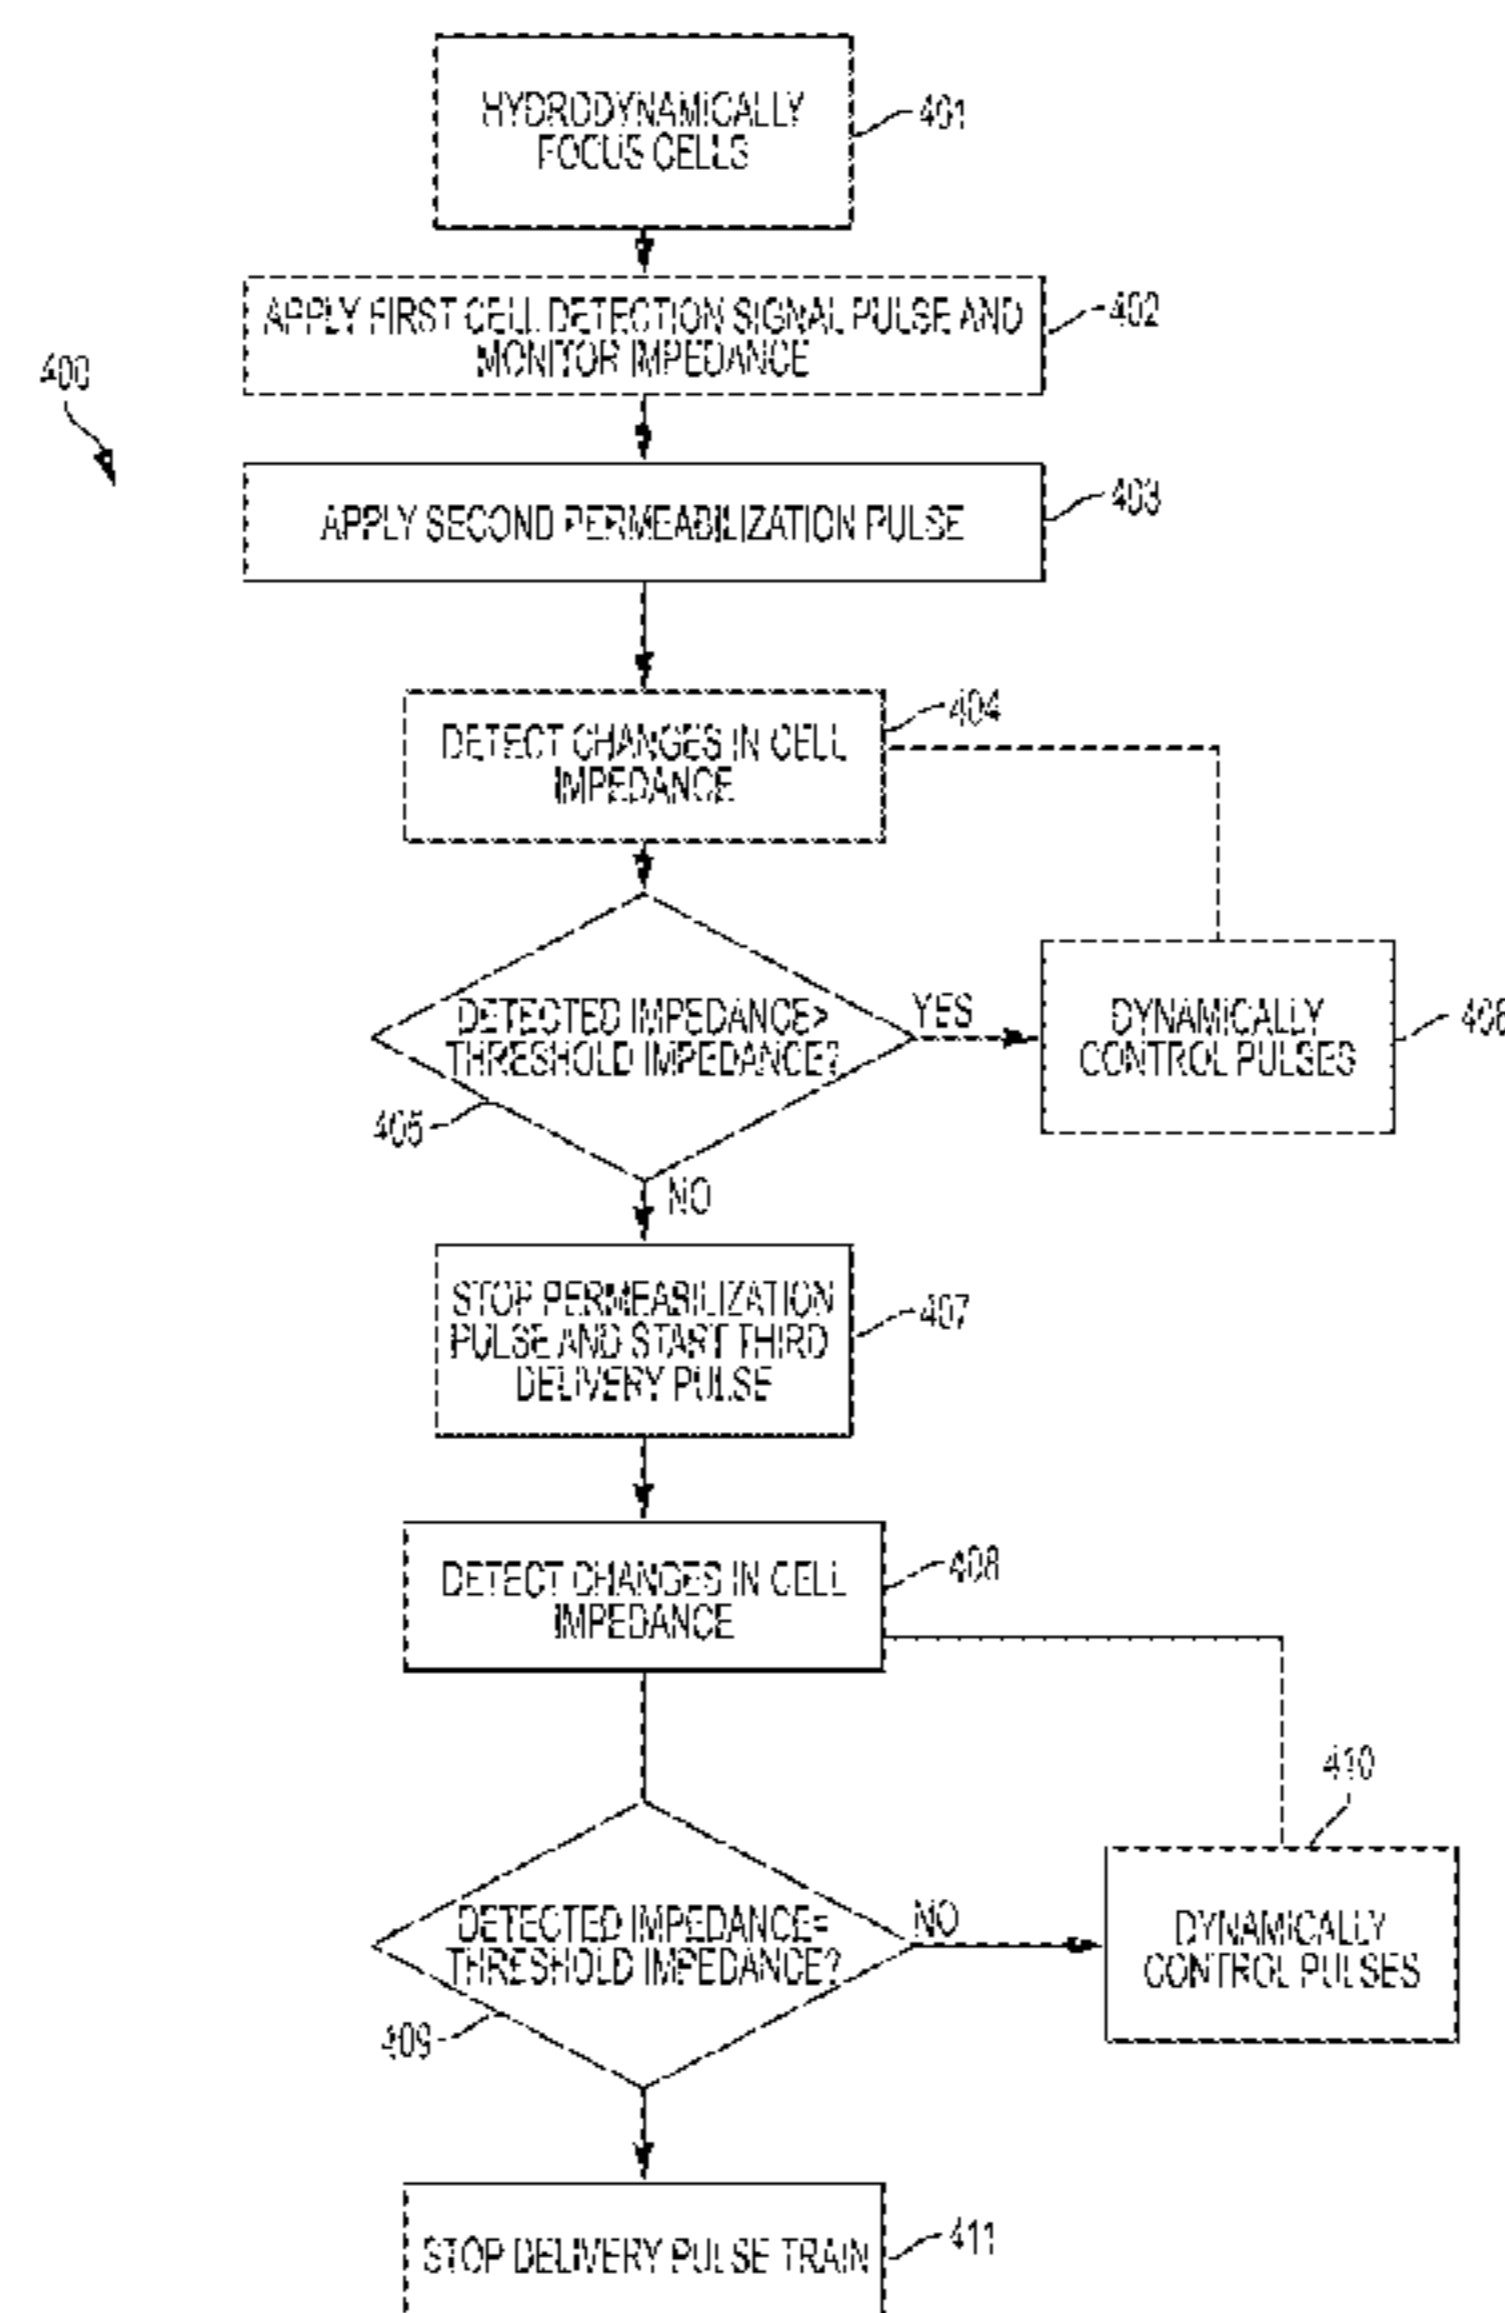 HYDRODYNAMICALLY
FOCUS CELLS
401
APPLY FIRST CELL DETECTION SIGNAL PULSE AND
MONITOR IMPEDANCE
402
400
APPLY SECOND PERMEABILIZATION PULSE
403
DETECT CHANGES IN CELL
IMPEDANCE
404
DETECTED IMPEDANCE>
THRESHOLD IMPEDANCE?
405
YES
DYNAMICALLY
CONTROL PULSES
406
NO
STOP PERMEABILIZATION
PULSE AND START THIRD
DELIVERY PULSE
407
DETECT CHANGES IN CELL
IMPEDANCE
408
DETECTED IMPEDANCE=
THRESHOLD IMPEDANCE?
409
NO
410
DYNAMICALLY
CONTROL PULSES
STOP DELIVERY PULSE TRAIN
411